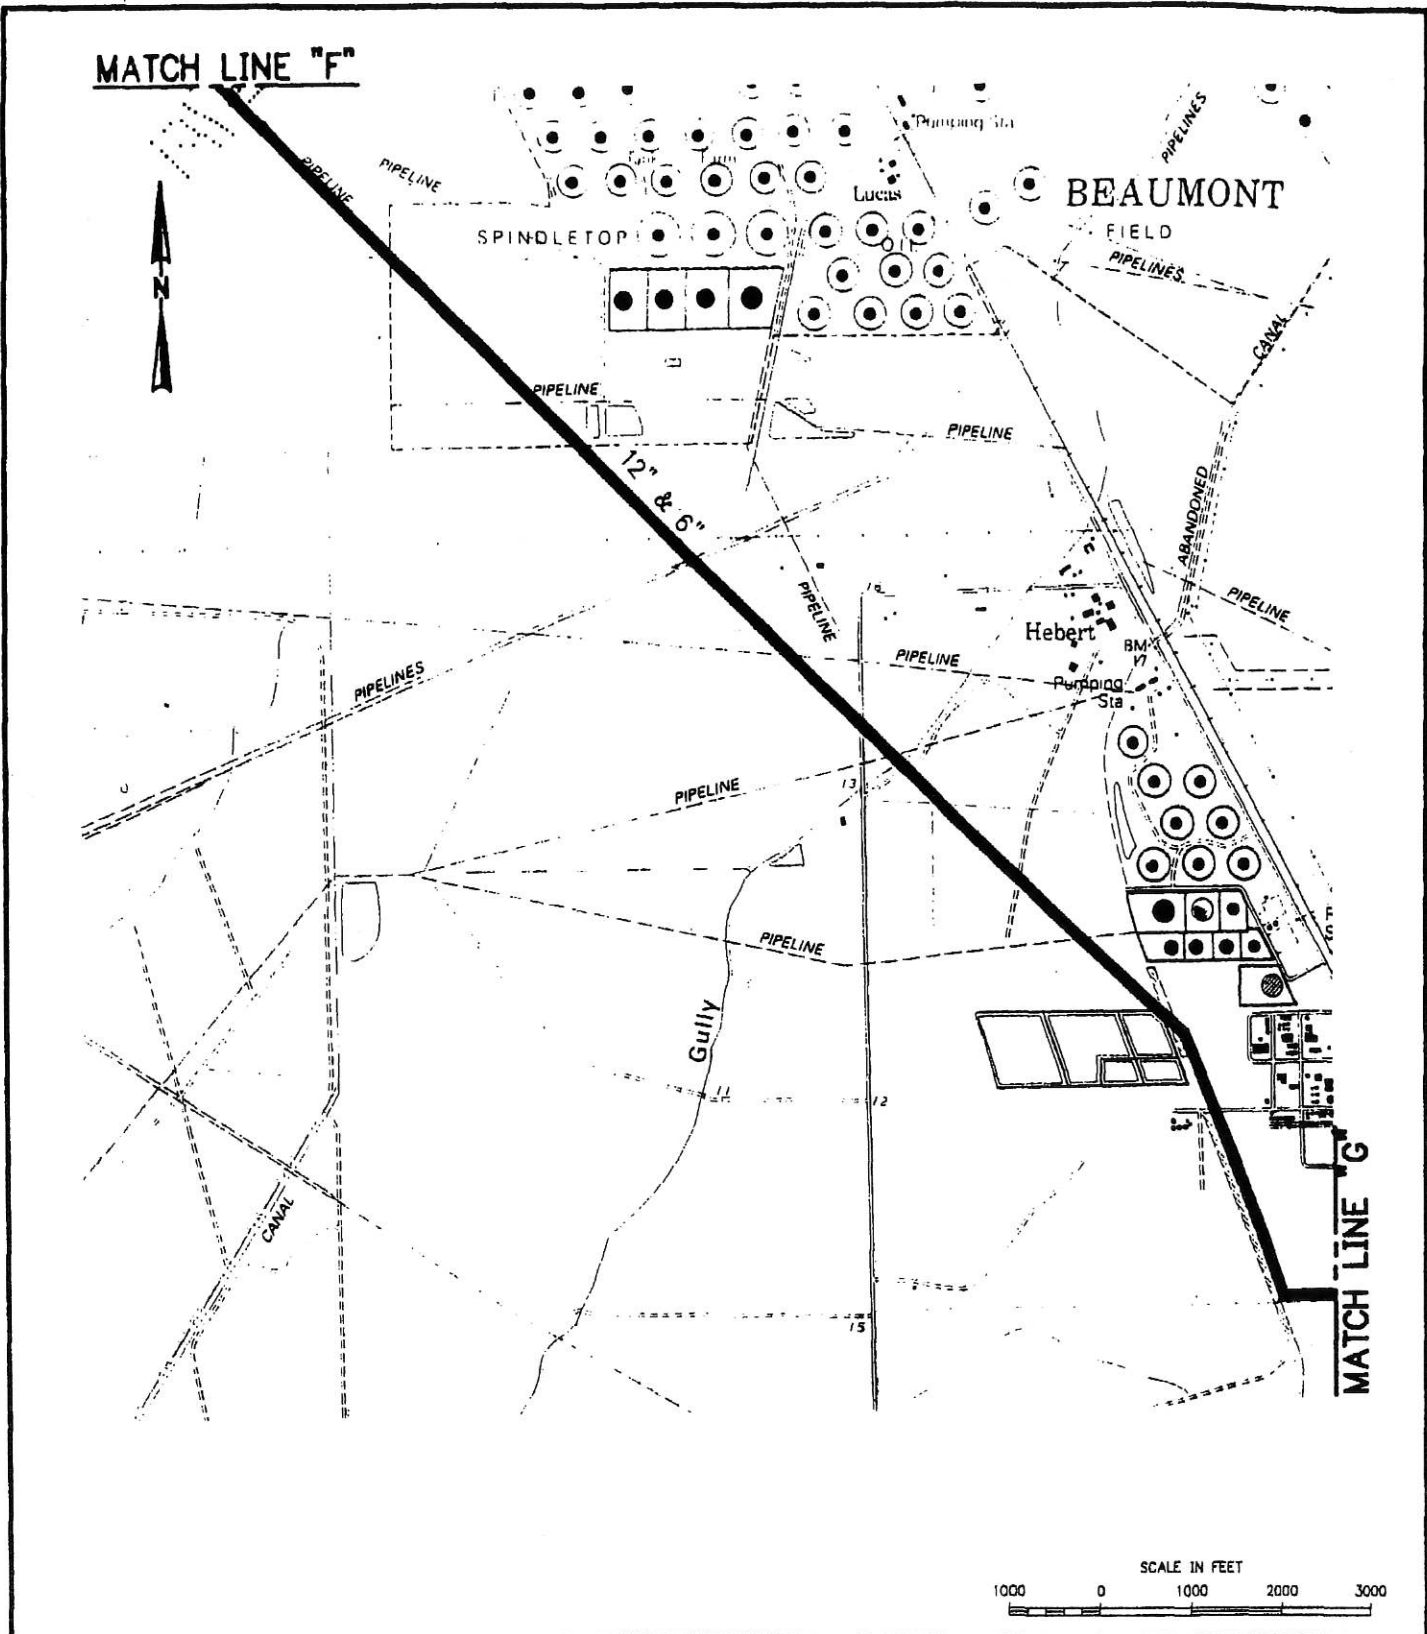 MATCH LINE "F"
Pumping Sta
PIPELINES
PIPELINE
PIPELINE
Lucas
BEAUMONT
SPINDLETOP
OIL
FIELD
PIPELINES
N
CANAL
PIPELINE
PIPELINE
12" & 6"
ABANDONED
PIPELINE
PIPELINE
Hebert
BM
17
PIPELINE
PIPELINES
Pumping
Sta
PIPELINE
13
PIPELINE
Gully
11
12
MATCH LINE "G"
CANAL
15
SCALE IN FEET
1000 0 1000 2000 3000